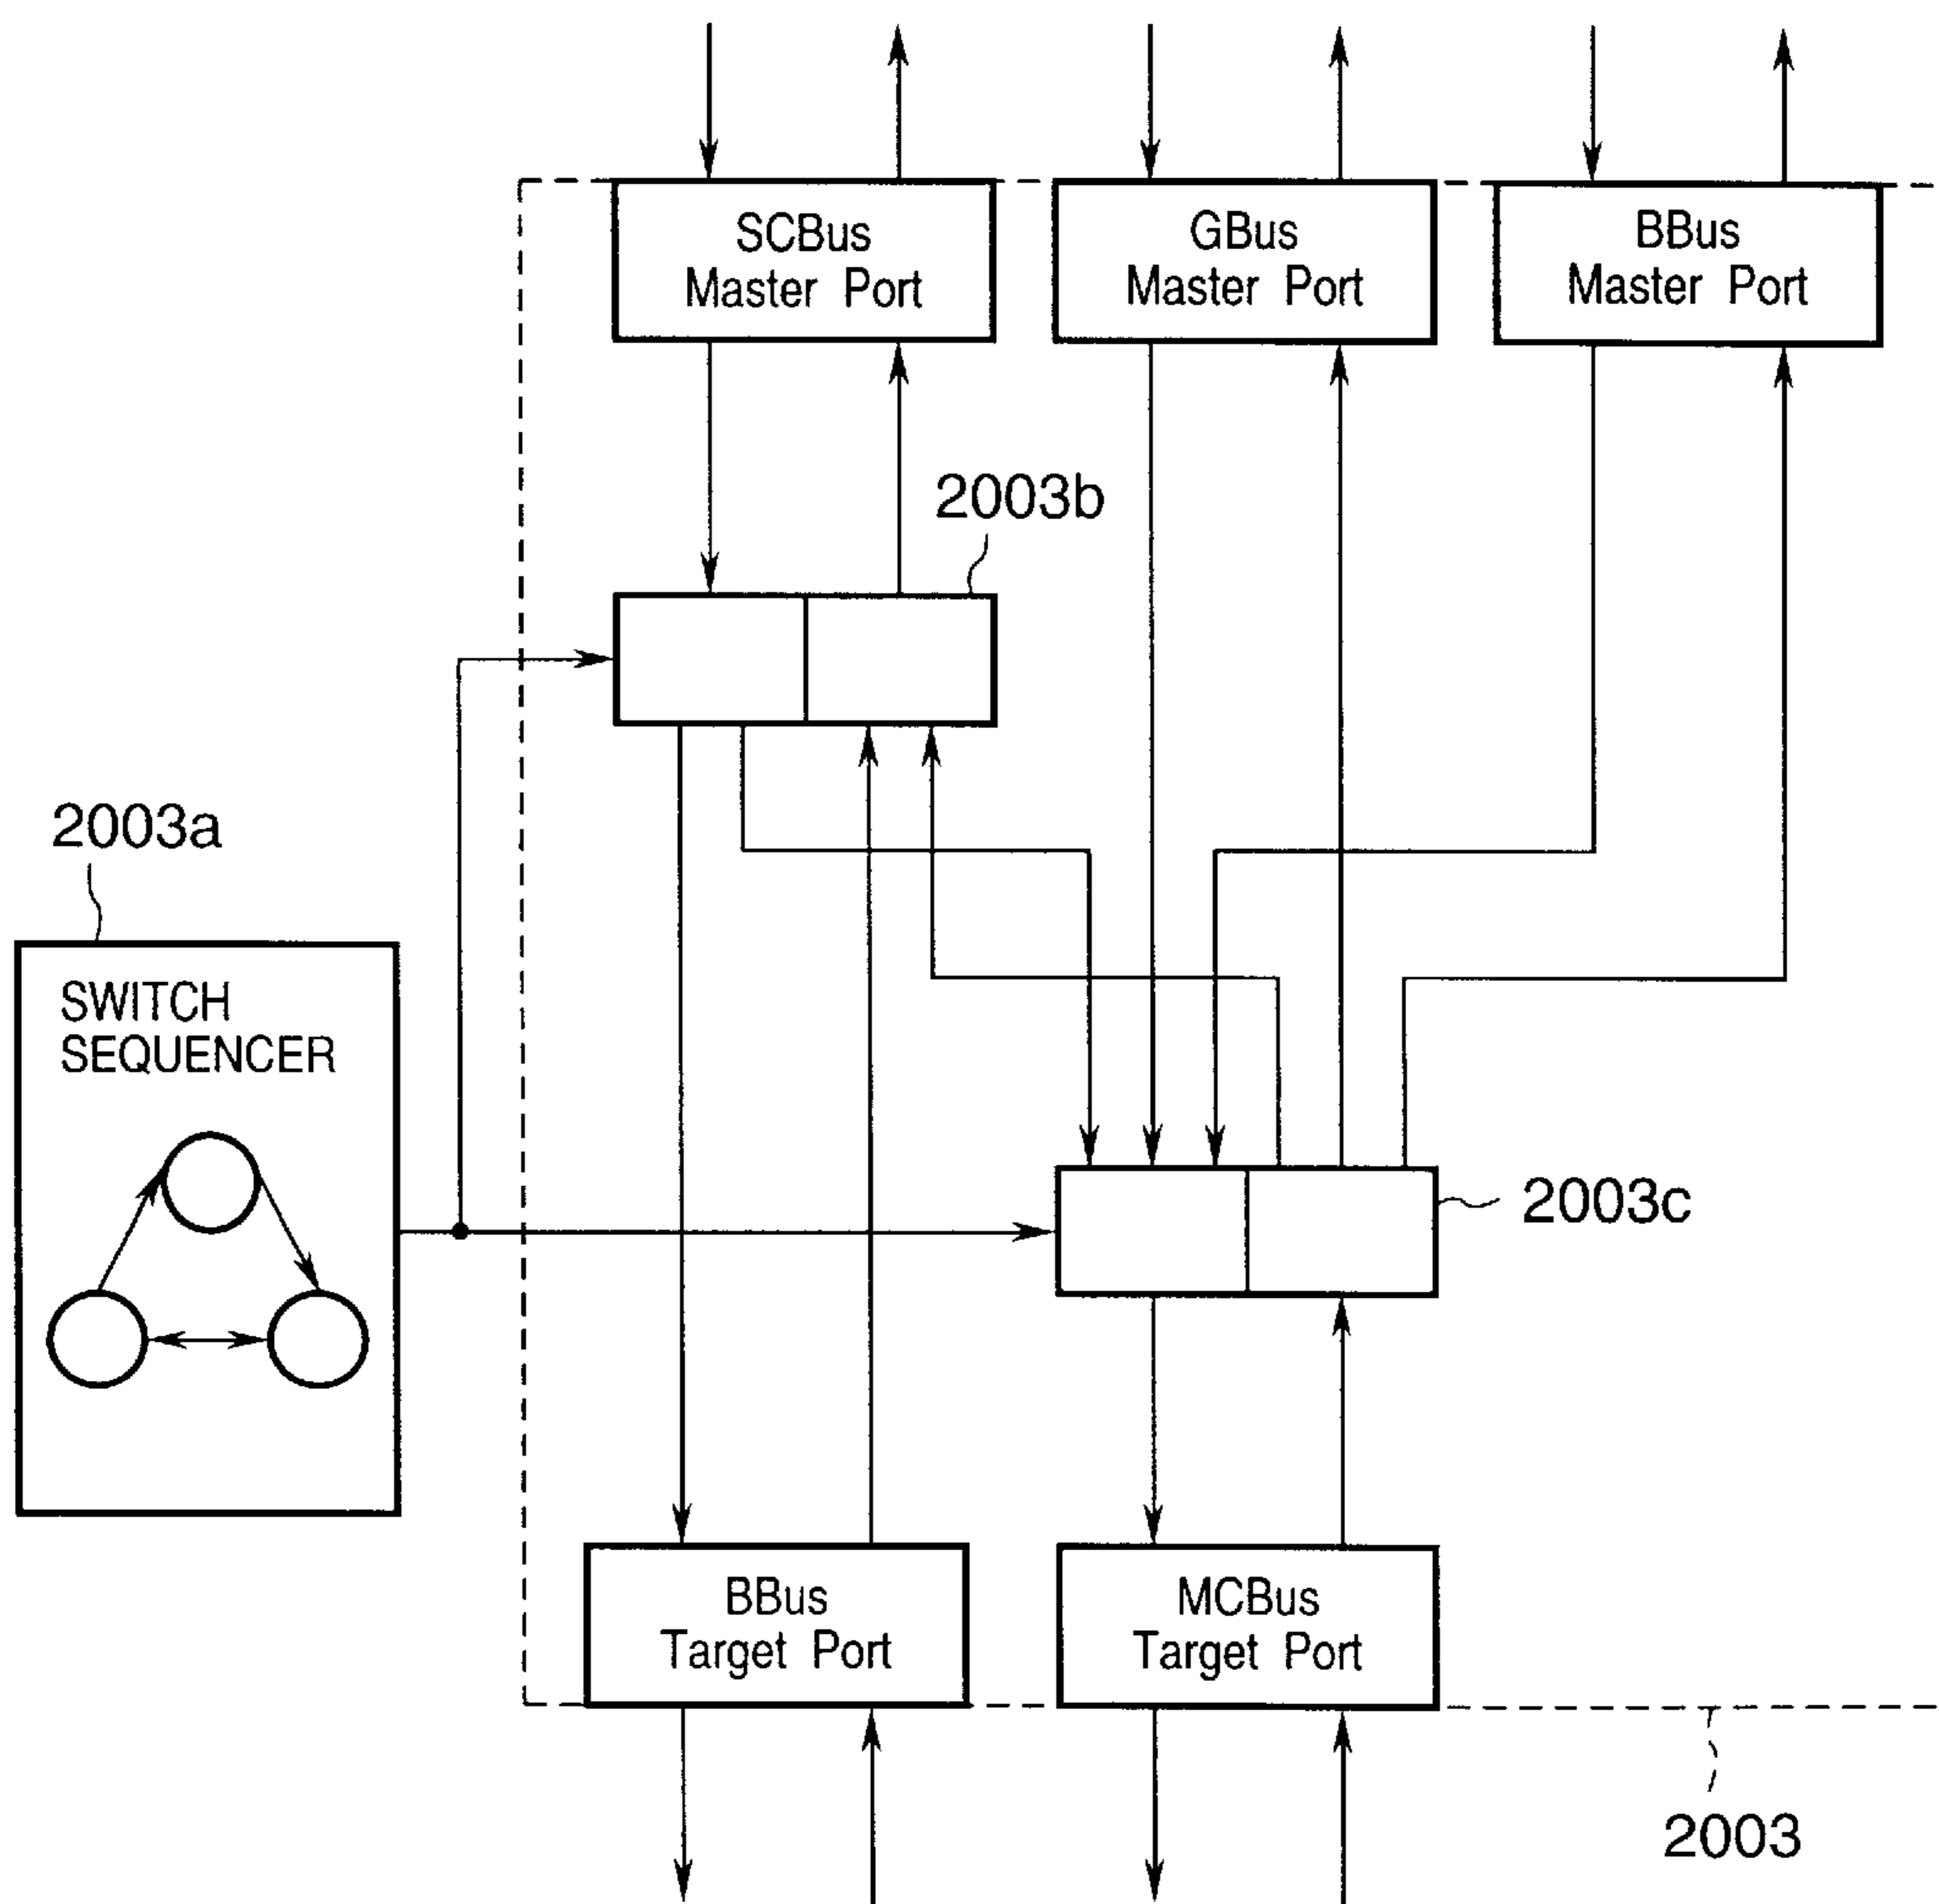 SCBus
Master Port
GBus
Master Port
BBus
Master Port
2003b
2003a
SWITCH
SEQUENCER
2003c
BBus
Target Port
MCBus
Target Port
2003